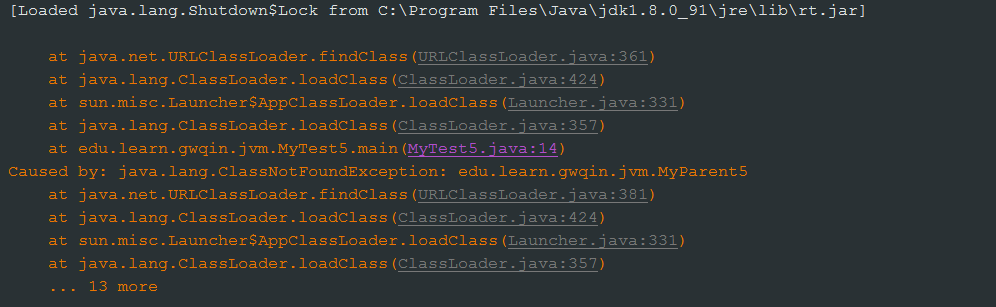 [Loaded java.lang.Shutdown$Lock from C:\Program Files\Java\jdk1.8.0_91\jre\lib\rt.jar]
at java.net.URLClassLoader.findClass(URLClassLoader.java:361)
at java.lang.ClassLoader.loadClass(ClassLoader.java:424)
at sun.misc.Launcher$AppClassLoader.loadClass(Launcher.java:331)
at java.lang.ClassLoader.loadClass(ClassLoader.java:357)
at edu.learn.gwqin.jvm.MyTest5.main(MyTest5.java:14)
Caused by: java.lang.ClassNotFoundException: edu.learn.gwqin.jvm.MyParent5
at java.net.URLClassLoader.findClass(URLClassLoader.java:381)
at java.lang.ClassLoader.loadClass(ClassLoader.java:424)
at sun.misc.Launcher$AppClassLoader.loadClass(Launcher.java:331)
at java.lang.ClassLoader.loadClass(ClassLoader.java:357)
... 13 more